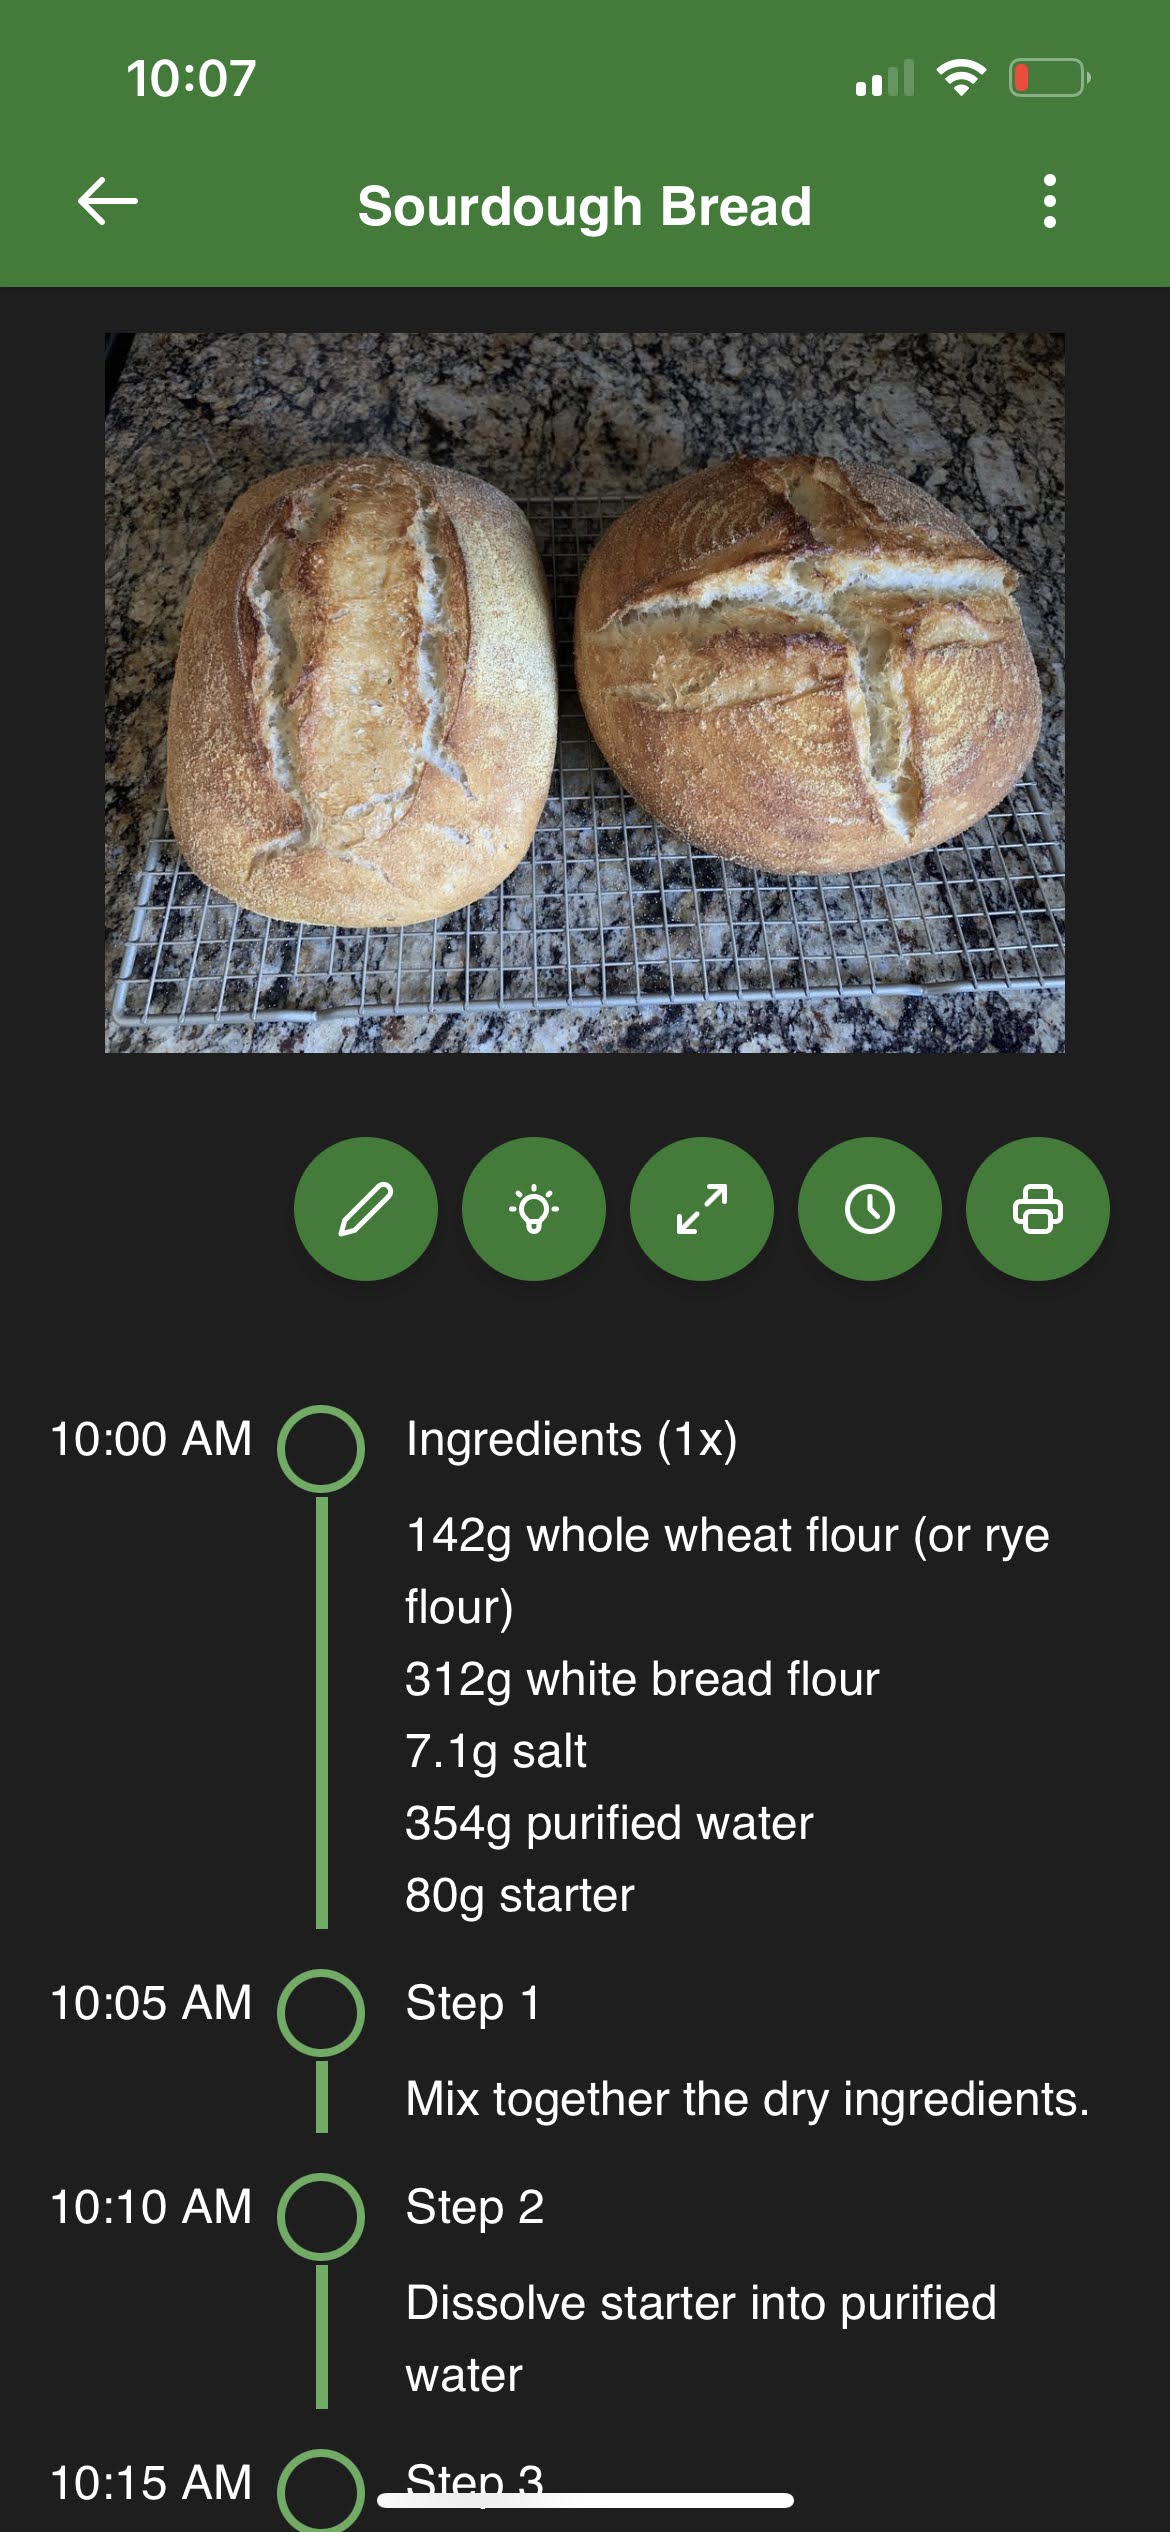 10:07
Sourdough Bread
10:00 AM
Ingredients (1x)
142g whole wheat flour (or rye
flour)
312g white bread flour
7.1g salt
354g purified water
80g starter
10:05 AM
Step 1
Mix together the dry ingredients.
10:10 AM
Step 2
Dissolve starter into purified
water
10:15 AM
Step 3